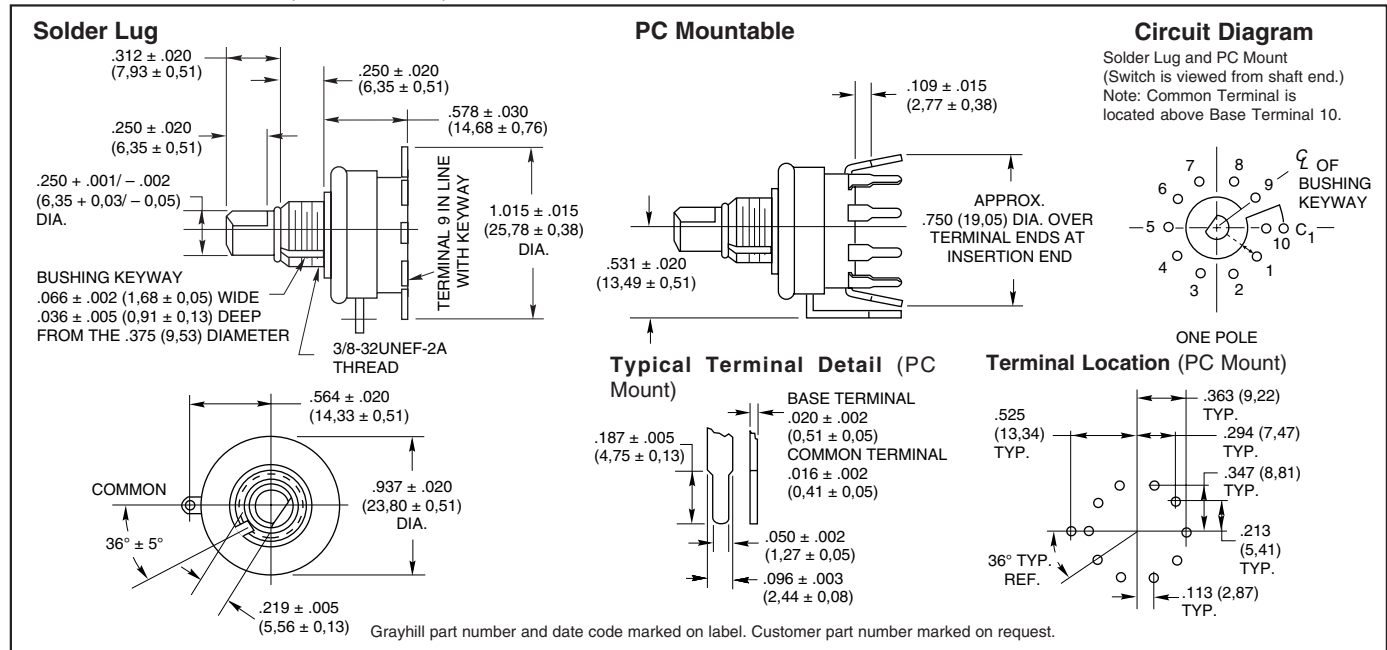 Solder Lug
.312 ± .020
(7,93 ± 0,51)
.250 ± .020
(6,35 ± 0,51)
.578 ± .030
(14,68 ± 0,76)
.250 ± .020
(6,35 ± 0,51)
.250 + .001/ – .002
(6,35 + 0,03/ – 0,05)
DIA.
TERMINAL 9 IN LINE
WITH KEYWAY
1.015 ± .015
(25,78 ± 0,38)
DIA.
BUSHING KEYWAY
.066 ± .002 (1,68 ± 0,05) WIDE
.036 ± .005 (0,91 ± 0,13) DEEP
FROM THE .375 (9,53) DIAMETER
3/8-32UNEF-2A
THREAD
.564 ± .020
(14,33 ± 0,51)
COMMON
.937 ± .020
(23,80 ± 0,51)
DIA.
36° ± 5°
.219 ± .005
(5,56 ± 0,13)
PC Mountable
.109 ± .015
(2,77 ± 0,38)
APPROX.
.750 (19,05) DIA. OVER
TERMINAL ENDS AT
INSERTION END
.531 ± .020
(13,49 ± 0,51)
Typical Terminal Detail (PC
Mount)
BASE TERMINAL
.020 ± .002
(0,51 ± 0,05)
COMMON TERMINAL
.016 ± .002
(0,41 ± 0,05)
.187 ± .005
(4,75 ± 0,13)
.050 ± .002
(1,27 ± 0,05)
.096 ± .003
(2,44 ± 0,08)
Circuit Diagram
Solder Lug and PC Mount
(Switch is viewed from shaft end.)
Note: Common Terminal is
located above Base Terminal 10.
℄ OF
BUSHING
KEYWAY
7
8
6
9
5
10
C1
4
1
3
2
ONE POLE
Terminal Location (PC Mount)
.363 (9,22)
TYP.
.525
(13,34)
TYP.
.294 (7,47)
TYP.
.347 (8,81)
TYP.
.213
(5,41)
TYP.
36° TYP.
REF.
.113 (2,87)
TYP.
Grayhill part number and date code marked on label. Customer part number marked on request.